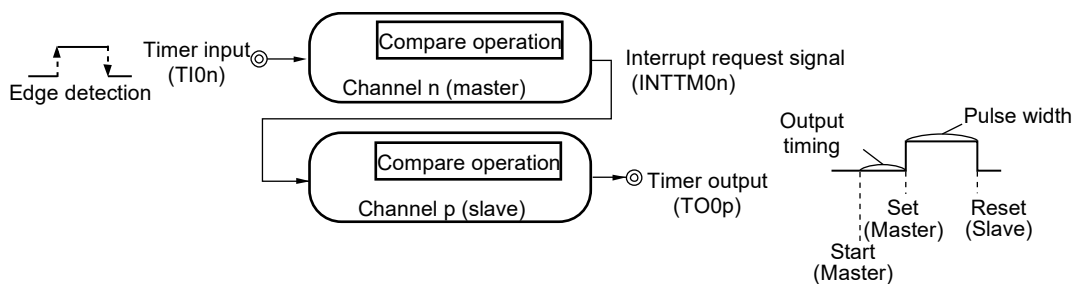 Timer input
(TI0n)
Edge detection
Compare operation
Channel n (master)
Interrupt request signal
(INTTM0n)
Compare operation
Channel p (slave)
Timer output
(TO0p)
Output
timing
Pulse width
Set
(Master)
Reset
(Slave)
Start
(Master)